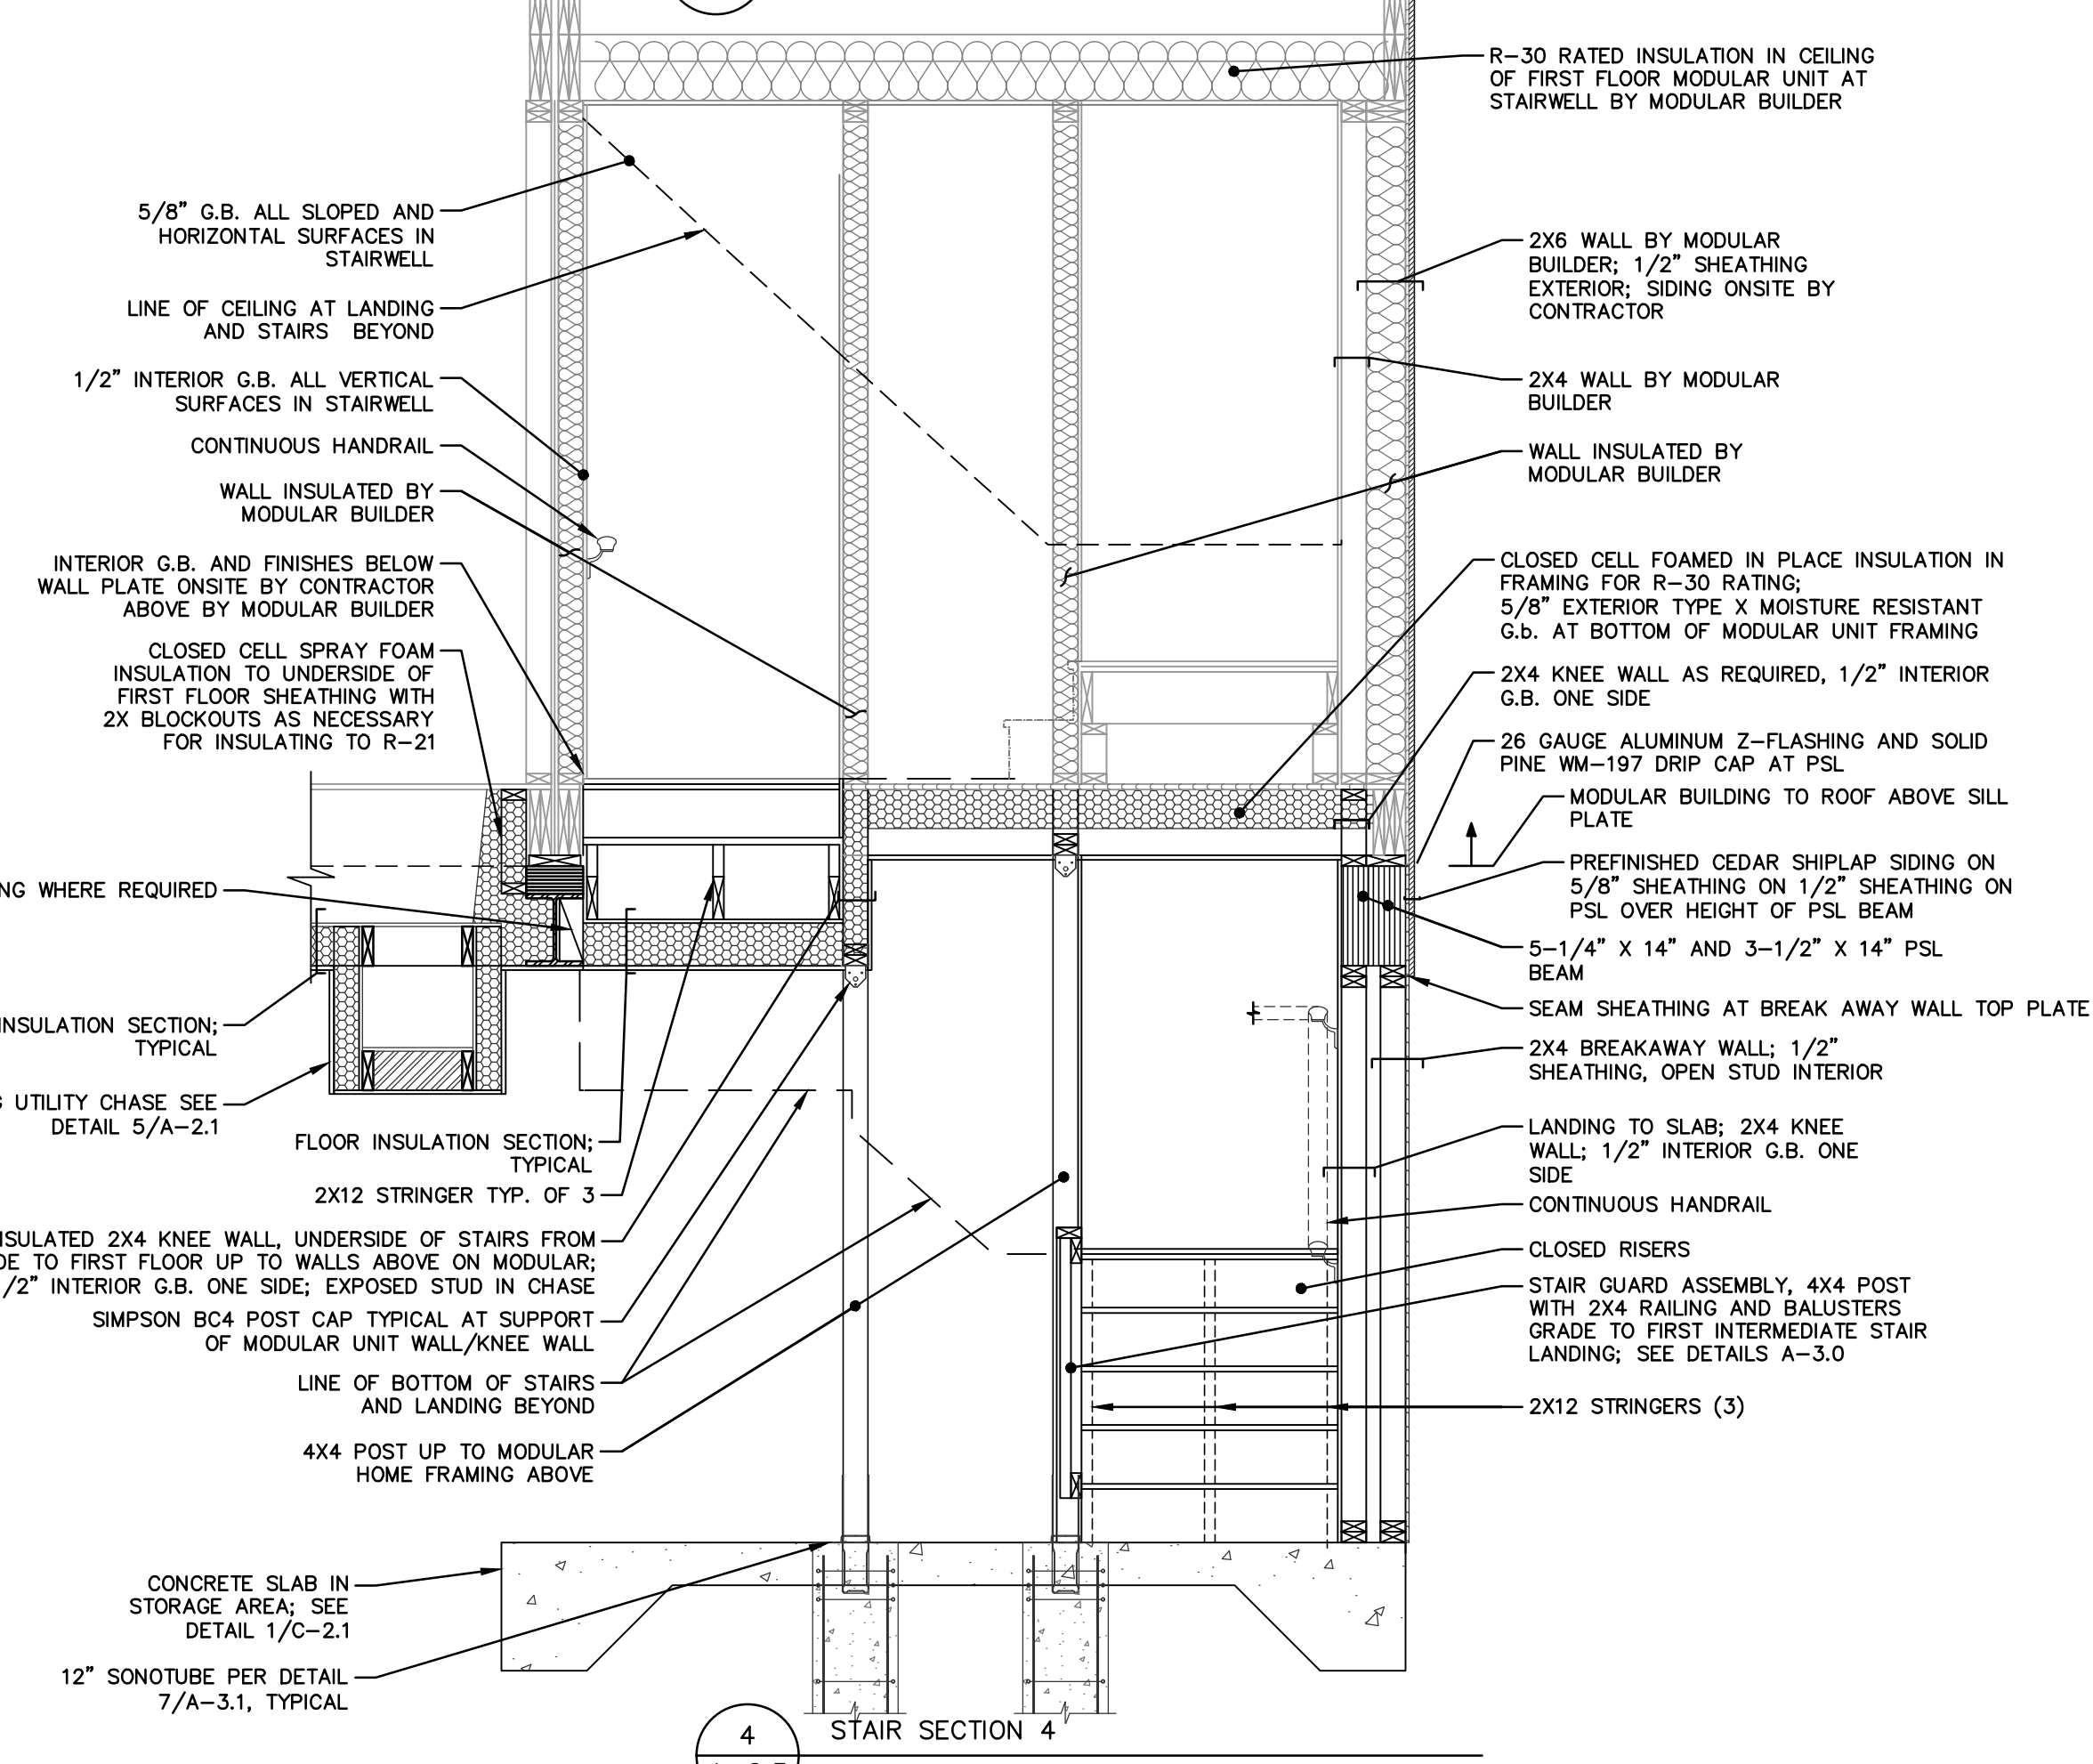 R-30 RATED INSULATION IN CEILING
OF FIRST FLOOR MODULAR UNIT AT
STAIRWELL BY MODULAR BUILDER
5/8" G.B. ALL SLOPED AND
HORIZONTAL SURFACES IN
STAIRWELL
LINE OF CEILING AT LANDING
AND STAIRS BEYOND
1/2" INTERIOR G.B. ALL VERTICAL
SURFACES IN STAIRWELL
CONTINUOUS HANDRAIL
WALL INSULATED BY
MODULAR BUILDER
INTERIOR G.B. AND FINISHES BELOW
WALL PLATE ONSITE BY CONTRACTOR
ABOVE BY MODULAR BUILDER
CLOSED CELL SPRAY FOAM
INSULATION TO UNDERSIDE OF
FIRST FLOOR SHEATHING WITH
2X BLOCKOUTS AS NECESSARY
FOR INSULATING TO R-21
NG WHERE REQUIRED
INSULATION SECTION;
TYPICAL
UTILITY CHASE SEE
DETAIL 5/A-2.1
FLOOR INSULATION SECTION;
TYPICAL
2X12 STRINGER TYP. OF 3
SULATED 2X4 KNEE WALL, UNDERSIDE OF STAIRS FROM
DE TO FIRST FLOOR UP TO WALLS ABOVE ON MODULAR;
/2" INTERIOR G.B. ONE SIDE; EXPOSED STUD IN CHASE
SIMPSON BC4 POST CAP TYPICAL AT SUPPORT
OF MODULAR UNIT WALL/KNEE WALL
LINE OF BOTTOM OF STAIRS
AND LANDING BEYOND
4X4 POST UP TO MODULAR
HOME FRAMING ABOVE
CONCRETE SLAB IN
STORAGE AREA; SEE
DETAIL 1/C-2.1
12" SONOTUBE PER DETAIL
7/A-3.1, TYPICAL
2X6 WALL BY MODULAR
BUILDER; 1/2" SHEATHING
EXTERIOR; SIDING ONSITE BY
CONTRACTOR
2X4 WALL BY MODULAR
BUILDER
WALL INSULATED BY
MODULAR BUILDER
CLOSED CELL FOAMED IN PLACE INSULATION IN
FRAMING FOR R-30 RATING;
5/8" EXTERIOR TYPE X MOISTURE RESISTANT
G.b. AT BOTTOM OF MODULAR UNIT FRAMING
2X4 KNEE WALL AS REQUIRED, 1/2" INTERIOR
G.B. ONE SIDE
26 GAUGE ALUMINUM Z-FLASHING AND SOLID
PINE WM-197 DRIP CAP AT PSL
MODULAR BUILDING TO ROOF ABOVE SILL
PLATE
PREFINISHED CEDAR SHIPLAP SIDING ON
5/8" SHEATHING ON 1/2" SHEATHING ON
PSL OVER HEIGHT OF PSL BEAM
5-1/4" X 14" AND 3-1/2" X 14" PSL
BEAM
SEAM SHEATHING AT BREAK AWAY WALL TOP PLATE
2X4 BREAKAWAY WALL; 1/2"
SHEATHING, OPEN STUD INTERIOR
LANDING TO SLAB; 2X4 KNEE
WALL; 1/2" INTERIOR G.B. ONE
SIDE
CONTINUOUS HANDRAIL
CLOSED RISERS
STAIR GUARD ASSEMBLY, 4X4 POST
WITH 2X4 RAILING AND BALUSTERS
GRADE TO FIRST INTERMEDIATE STAIR
LANDING; SEE DETAILS A-3.0
2X12 STRINGERS (3)
4
STAIR SECTION 4